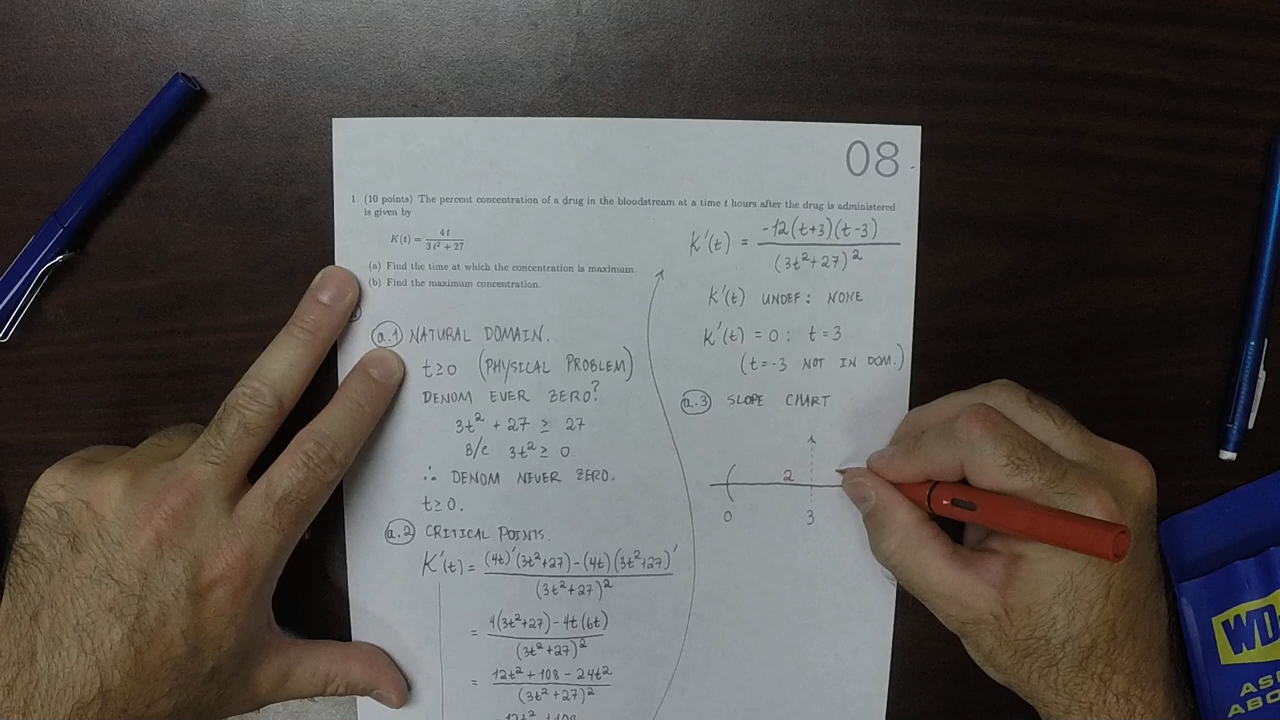 08
1. (10 points) The percent concentration of a drug in the bloodstream at a time t hours after the drug is administered
is given by
K(t) = 4t / (3t² + 27)
(a) Find the time at which the concentration is maximum.
(b) Find the maximum concentration.
a.1 NATURAL DOMAIN.
t≥0 (PHYSICAL PROBLEM)
DENOM EVER ZERO?
3t² + 27 ≥ 27
B/C 3t² ≥ 0
∴ DENOM NEVER ZERO.
t≥0.
a.2 CRITICAL POINTS.
K'(t) = ((4t)'(3t²+27) - (4t)(3t²+27)') / (3t²+27)²
= (4(3t²+27) - 4t(6t)) / (3t²+27)²
= (12t² + 108 - 24t²) / (3t²+27)²
-12t² + 108
K'(t) = -12(t+3)(t-3) / (3t²+27)²
K'(t) UNDEF: NONE
K'(t) = 0: t=3
(t=-3 NOT IN DOM.)
a.3 SLOPE CHART
2
0 3
WD
AS
ABO